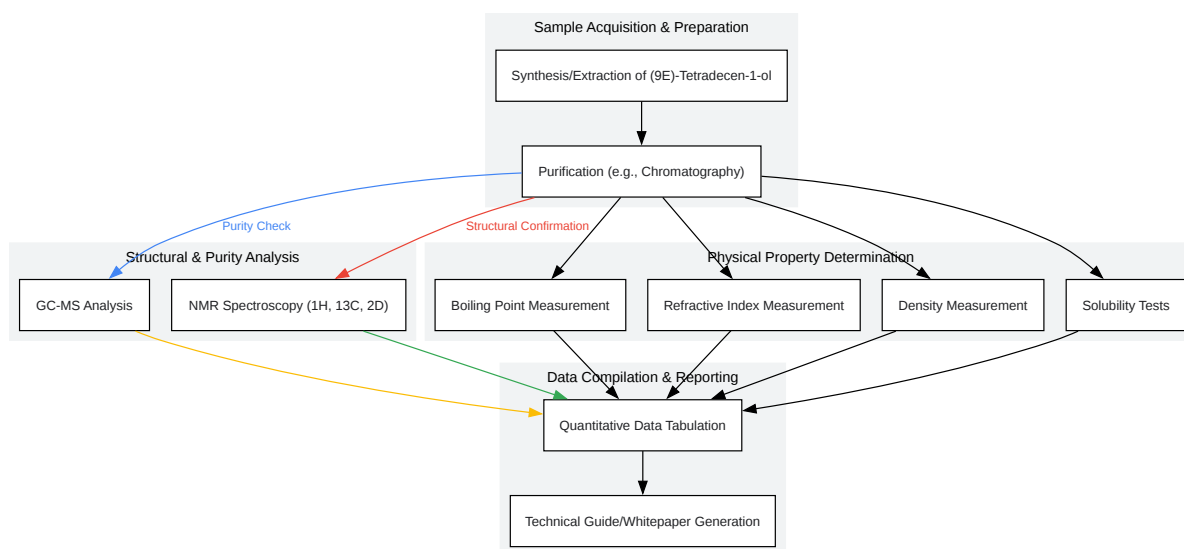 Sample Acquisition & Preparation
Synthesis/Extraction of (9E)-Tetradecen-1-ol
Purification (e.g., Chromatography)
Purity Check
Structural Confirmation
Structural & Purity Analysis
Physical Property Determination
GC-MS Analysis
NMR Spectroscopy (1H, 13C, 2D)
Boiling Point Measurement
Refractive Index Measurement
Density Measurement
Solubility Tests
Data Compilation & Reporting
Quantitative Data Tabulation
Technical Guide/Whitepaper Generation